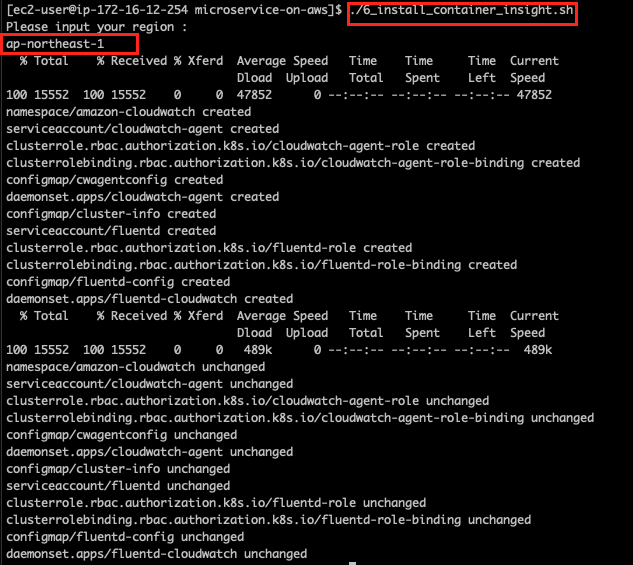 [ec2-user@ip-172-16-12-254 microservice-on-aws]$ ./6_install_container_insight.sh
Please input your region :
ap-northeast-1
  % Total    % Received % Xferd  Average Speed   Time    Time     Time  Current
                                 Dload  Upload   Total   Spent    Left  Speed
100 15552  100 15552    0     0  47852      0 --:--:-- --:--:-- --:--:-- 47852
namespace/amazon-cloudwatch created
serviceaccount/cloudwatch-agent created
clusterrole.rbac.authorization.k8s.io/cloudwatch-agent-role created
clusterrolebinding.rbac.authorization.k8s.io/cloudwatch-agent-role-binding created
configmap/cwagentconfig created
daemonset.apps/cloudwatch-agent created
configmap/cluster-info created
serviceaccount/fluentd created
clusterrole.rbac.authorization.k8s.io/fluentd-role created
clusterrolebinding.rbac.authorization.k8s.io/fluentd-role-binding created
configmap/fluentd-config created
daemonset.apps/fluentd-cloudwatch created
  % Total    % Received % Xferd  Average Speed   Time    Time     Time  Current
                                 Dload  Upload   Total   Spent    Left  Speed
100 15552  100 15552    0     0   489k      0 --:--:-- --:--:-- --:--:--  489k
namespace/amazon-cloudwatch unchanged
serviceaccount/cloudwatch-agent unchanged
clusterrole.rbac.authorization.k8s.io/cloudwatch-agent-role unchanged
clusterrolebinding.rbac.authorization.k8s.io/cloudwatch-agent-role-binding unchanged
configmap/cwagentconfig unchanged
daemonset.apps/cloudwatch-agent unchanged
configmap/cluster-info unchanged
serviceaccount/fluentd unchanged
clusterrole.rbac.authorization.k8s.io/fluentd-role unchanged
clusterrolebinding.rbac.authorization.k8s.io/fluentd-role-binding unchanged
configmap/fluentd-config unchanged
daemonset.apps/fluentd-cloudwatch unchanged